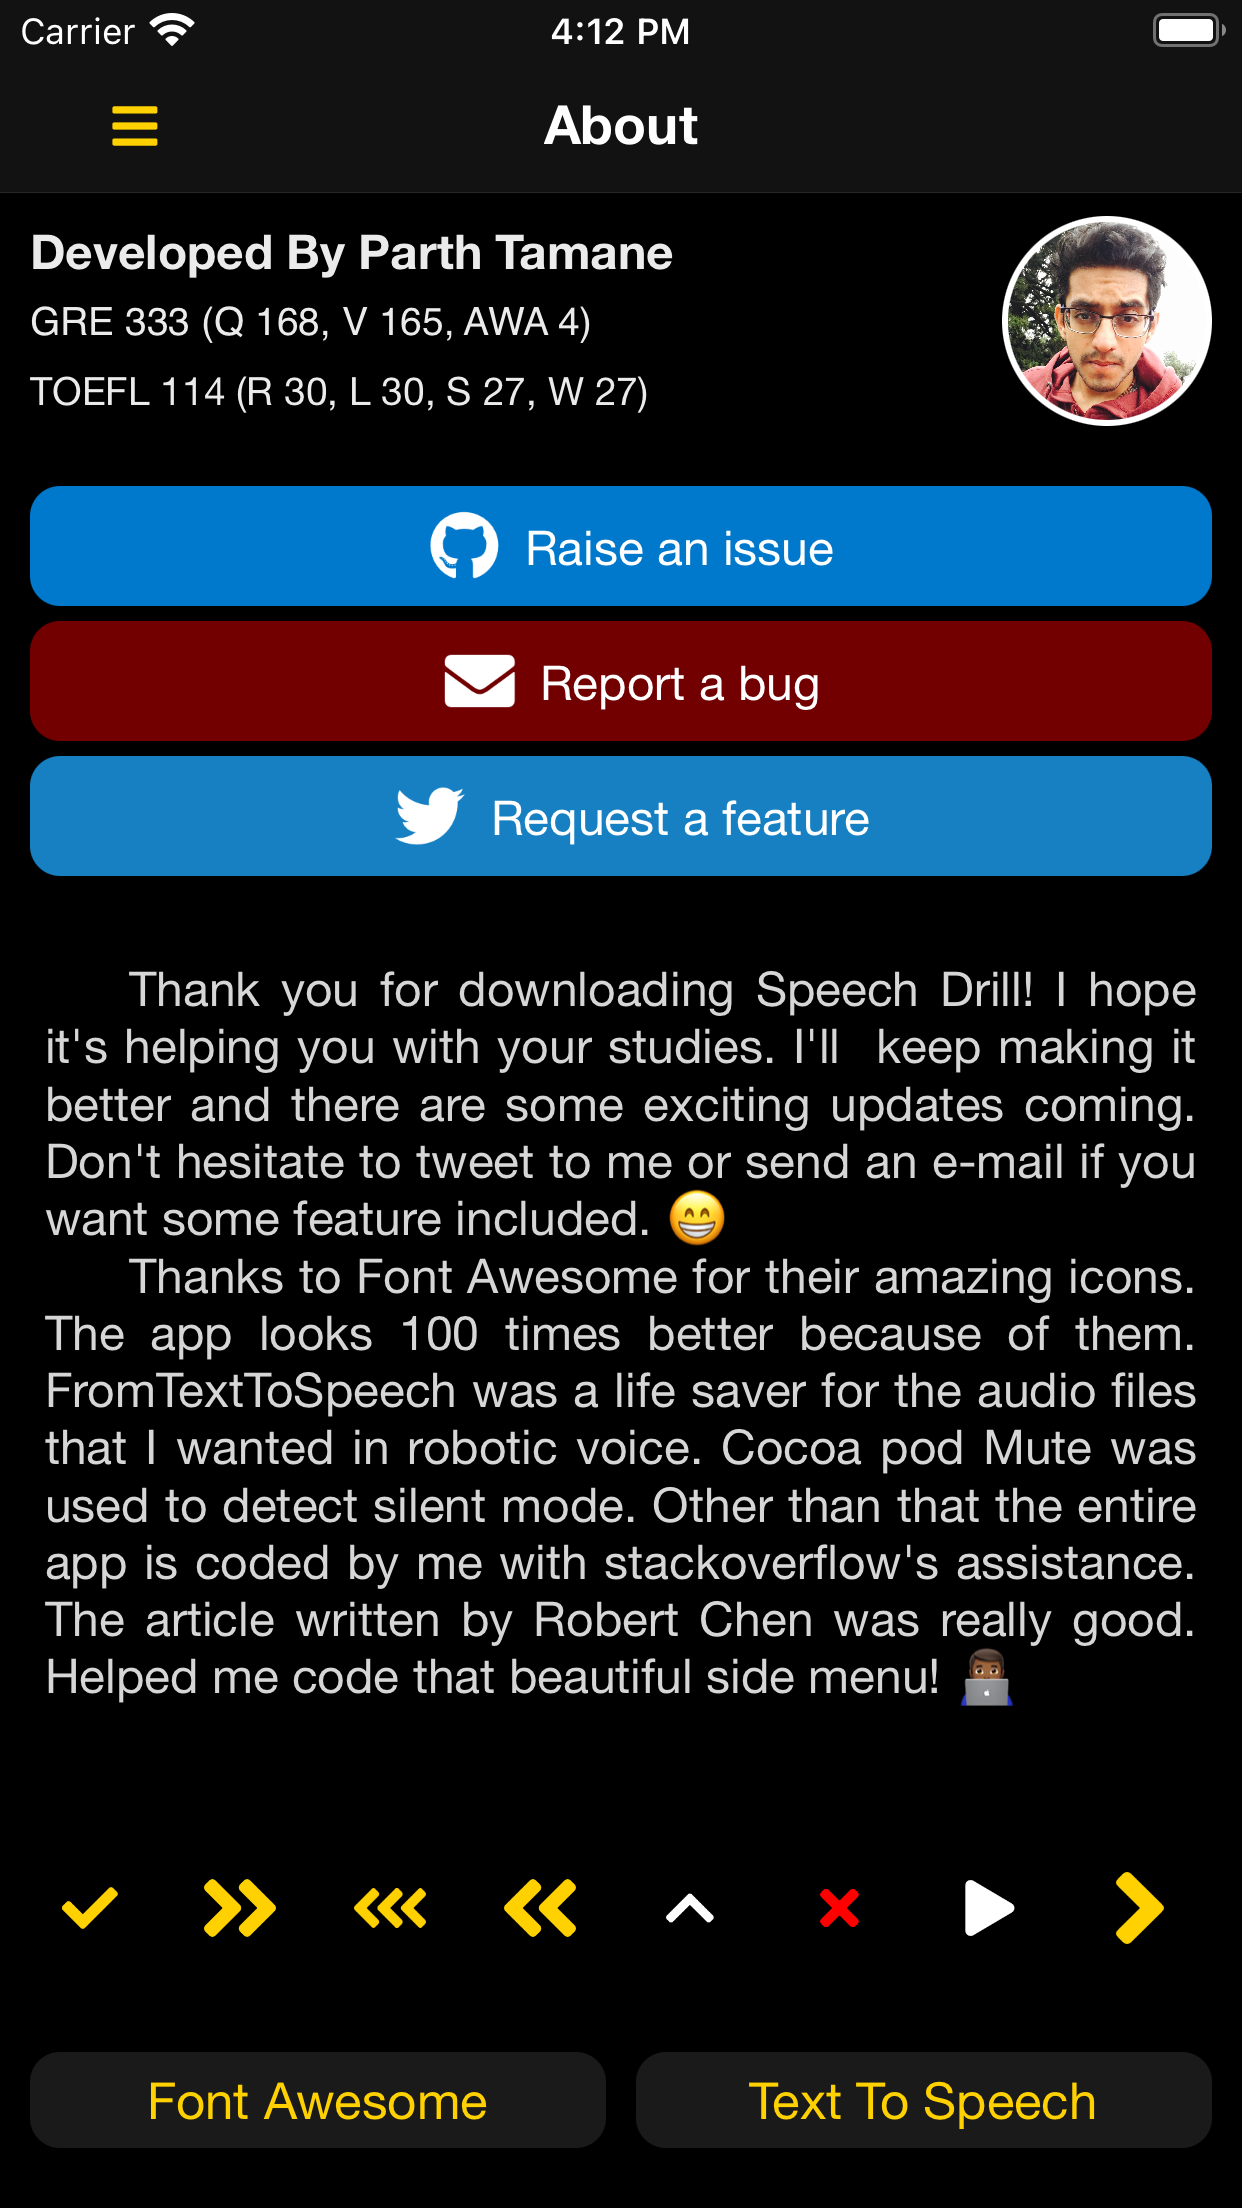 Carrier 4:12 PM
About
Developed By Parth Tamane
GRE 333 (Q 168, V 165, AWA 4)
TOEFL 114 (R 30, L 30, S 27, W 27)
Raise an issue
Report a bug
Request a feature
Thank you for downloading Speech Drill! I hope
it's helping you with your studies. I'll  keep making it
better and there are some exciting updates coming.
Don't hesitate to tweet to me or send an e-mail if you
want some feature included. 😁
Thanks to Font Awesome for their amazing icons.
The app looks 100 times better because of them.
FromTextToSpeech was a life saver for the audio files
that I wanted in robotic voice. Cocoa pod Mute was
used to detect silent mode. Other than that the entire
app is coded by me with stackoverflow's assistance.
The article written by Robert Chen was really good.
Helped me code that beautiful side menu! 👨🏾‍💻
Font Awesome
Text To Speech